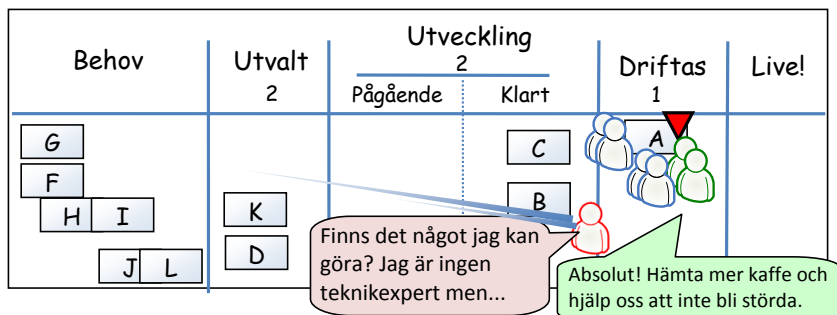 Behov
Utvalt
2
Utveckling
2
Pågående
Klart
Driftas
1
Live!
G
F
H
I
J
L
K
D
C
B
A
Finns det något jag kan
göra? Jag är ingen
teknikexpert men...
Absolut! Hämta mer kaffe och
hjälp oss att inte bli störda.